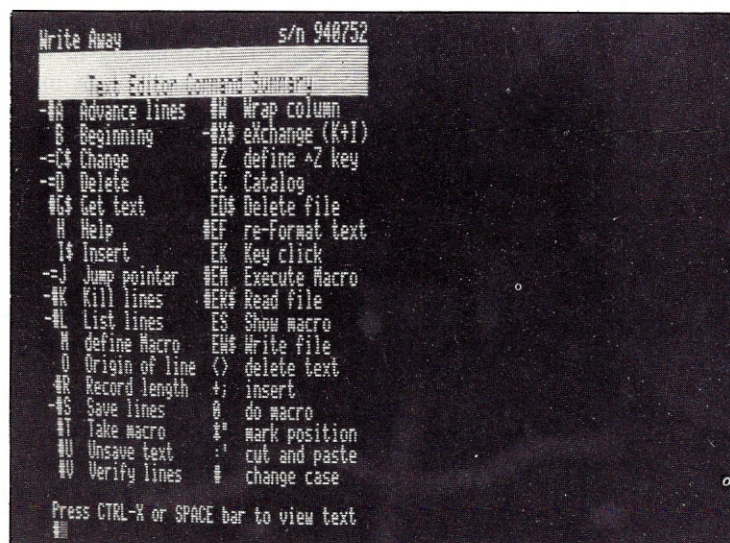 Write Away s/n 940752
Text Editor Command Summary
-#A Advance lines #W Wrap column
B Beginning -#X$ eXchange (K+I)
-=C$ Change #Z define ^Z key
-=D Delete EC Catalog
#G$ Get text ED$ Delete file
H Help #EF re-Format text
I$ Insert EK Key click
-=J Jump pointer #EM Execute Macro
-#K Kill lines #ER$ Read file
-#L List lines ES Show macro
M define Macro EW$ Write file
O Origin of line <> delete text
#R Record length +; insert
-#S Save lines @ do macro
#T Take macro mark position
#U Unsave text :' cut and paste
#V Verify lines # change case
Press CTRL-X or SPACE bar to view text
#